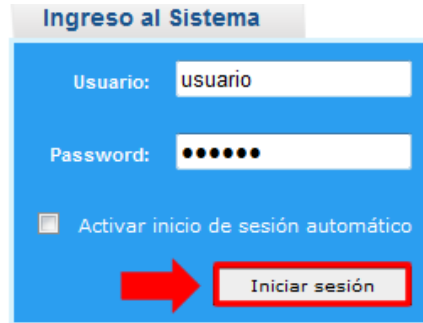 Ingreso al Sistema
Usuario: usuario
Password: ●●●●●●
Activar inicio de sesión automático
Iniciar sesión